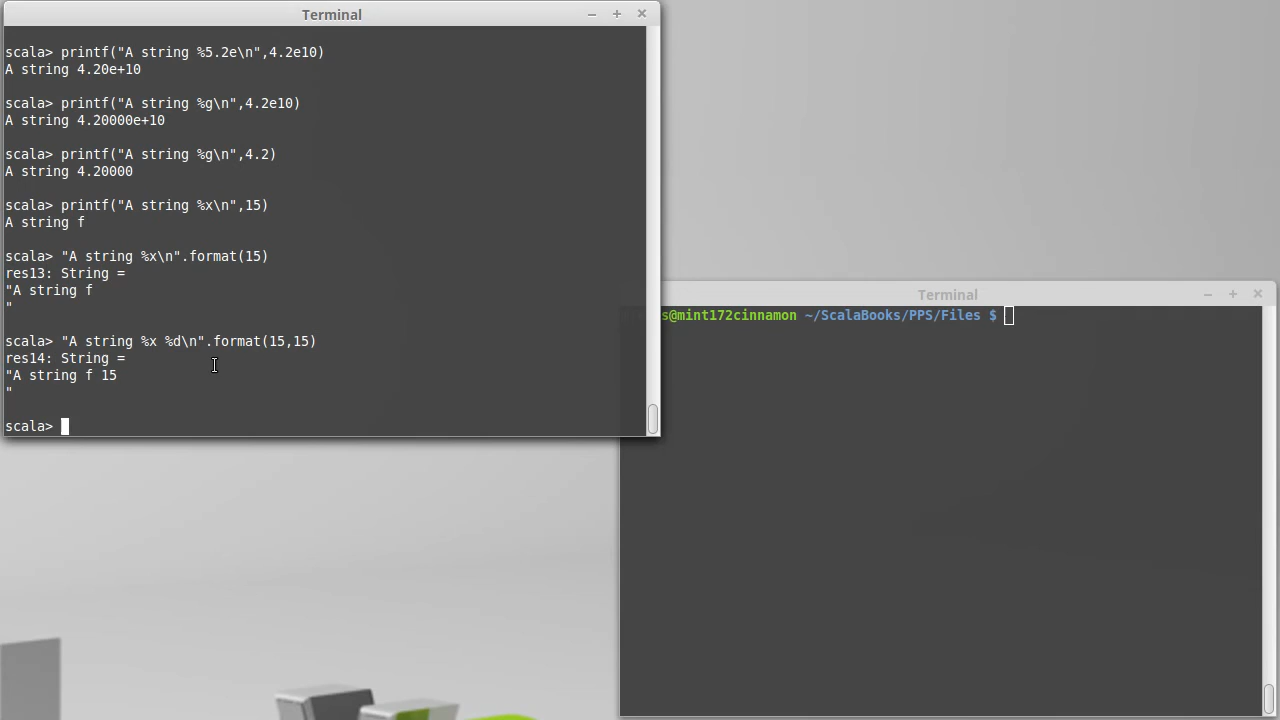 Terminal
scala> printf("A string %5.2e\n",4.2e10)
A string 4.20e+10
scala> printf("A string %g\n",4.2e10)
A string 4.20000e+10
scala> printf("A string %g\n",4.2)
A string 4.20000
scala> printf("A string %x\n",15)
A string f
scala> "A string %x\n".format(15)
res13: String =
"A string f
"
scala> "A string %x %d\n".format(15,15)
res14: String =
"A string f 15
"
scala>
Terminal
s@mint172cinnamon ~/ScalaBooks/PPS/Files $